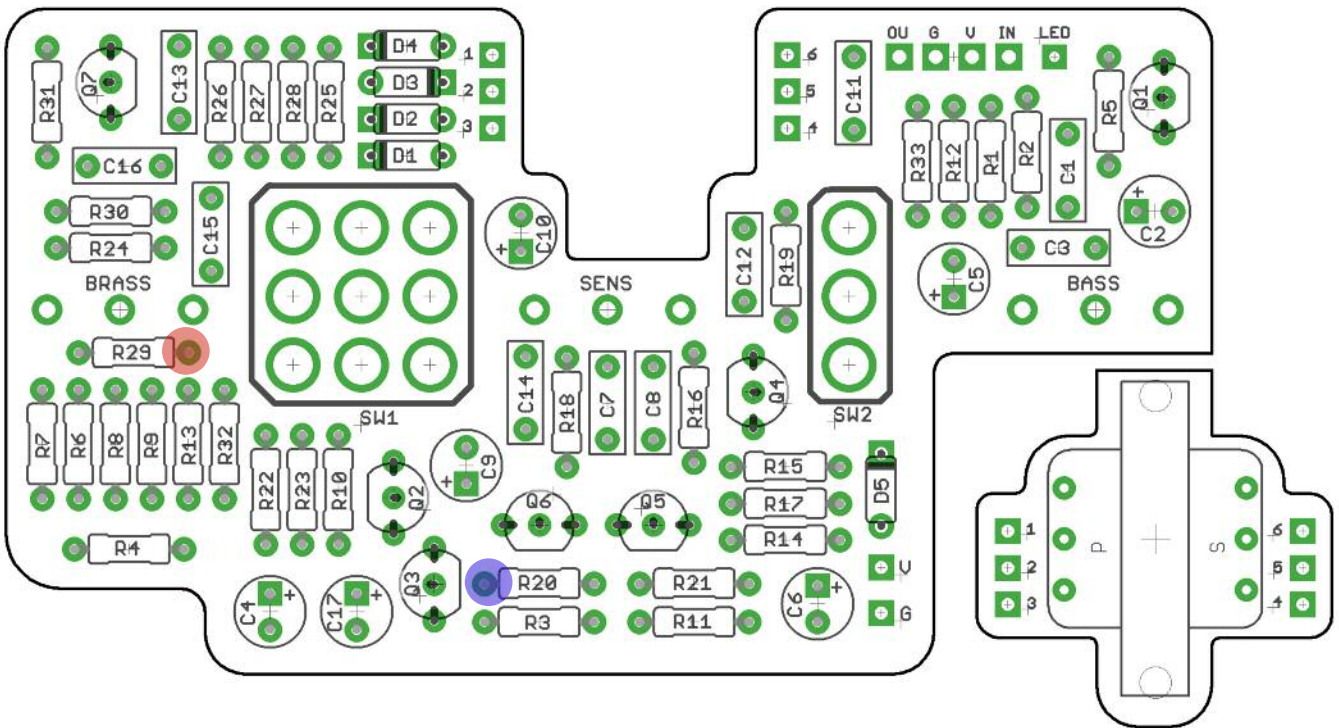 OU G V IN LED
D4 1 6
R31 Q7 C13 R26 R27 R28 R25 D3 2 5 C11 R5 Q1
D2 3 4
D1
R33 R12 R1 R2 C1
C16
R30 C15 C10 C12 R19 + C2
R24 + C3
BRASS SENS C5 BASS
+
R29
C14 R18 C7 C8 R16 Q4
SW1 SW2
R7 R6 R8 R9 R13 R32
R22 R23 R10 Q2 + C9 R15 D5
Q6 Q5 R17
R4 R14
1 P S 6
2 5
3 4
V
Q3 R20 R21
C4 + C17 + C6 + G
R3 R11